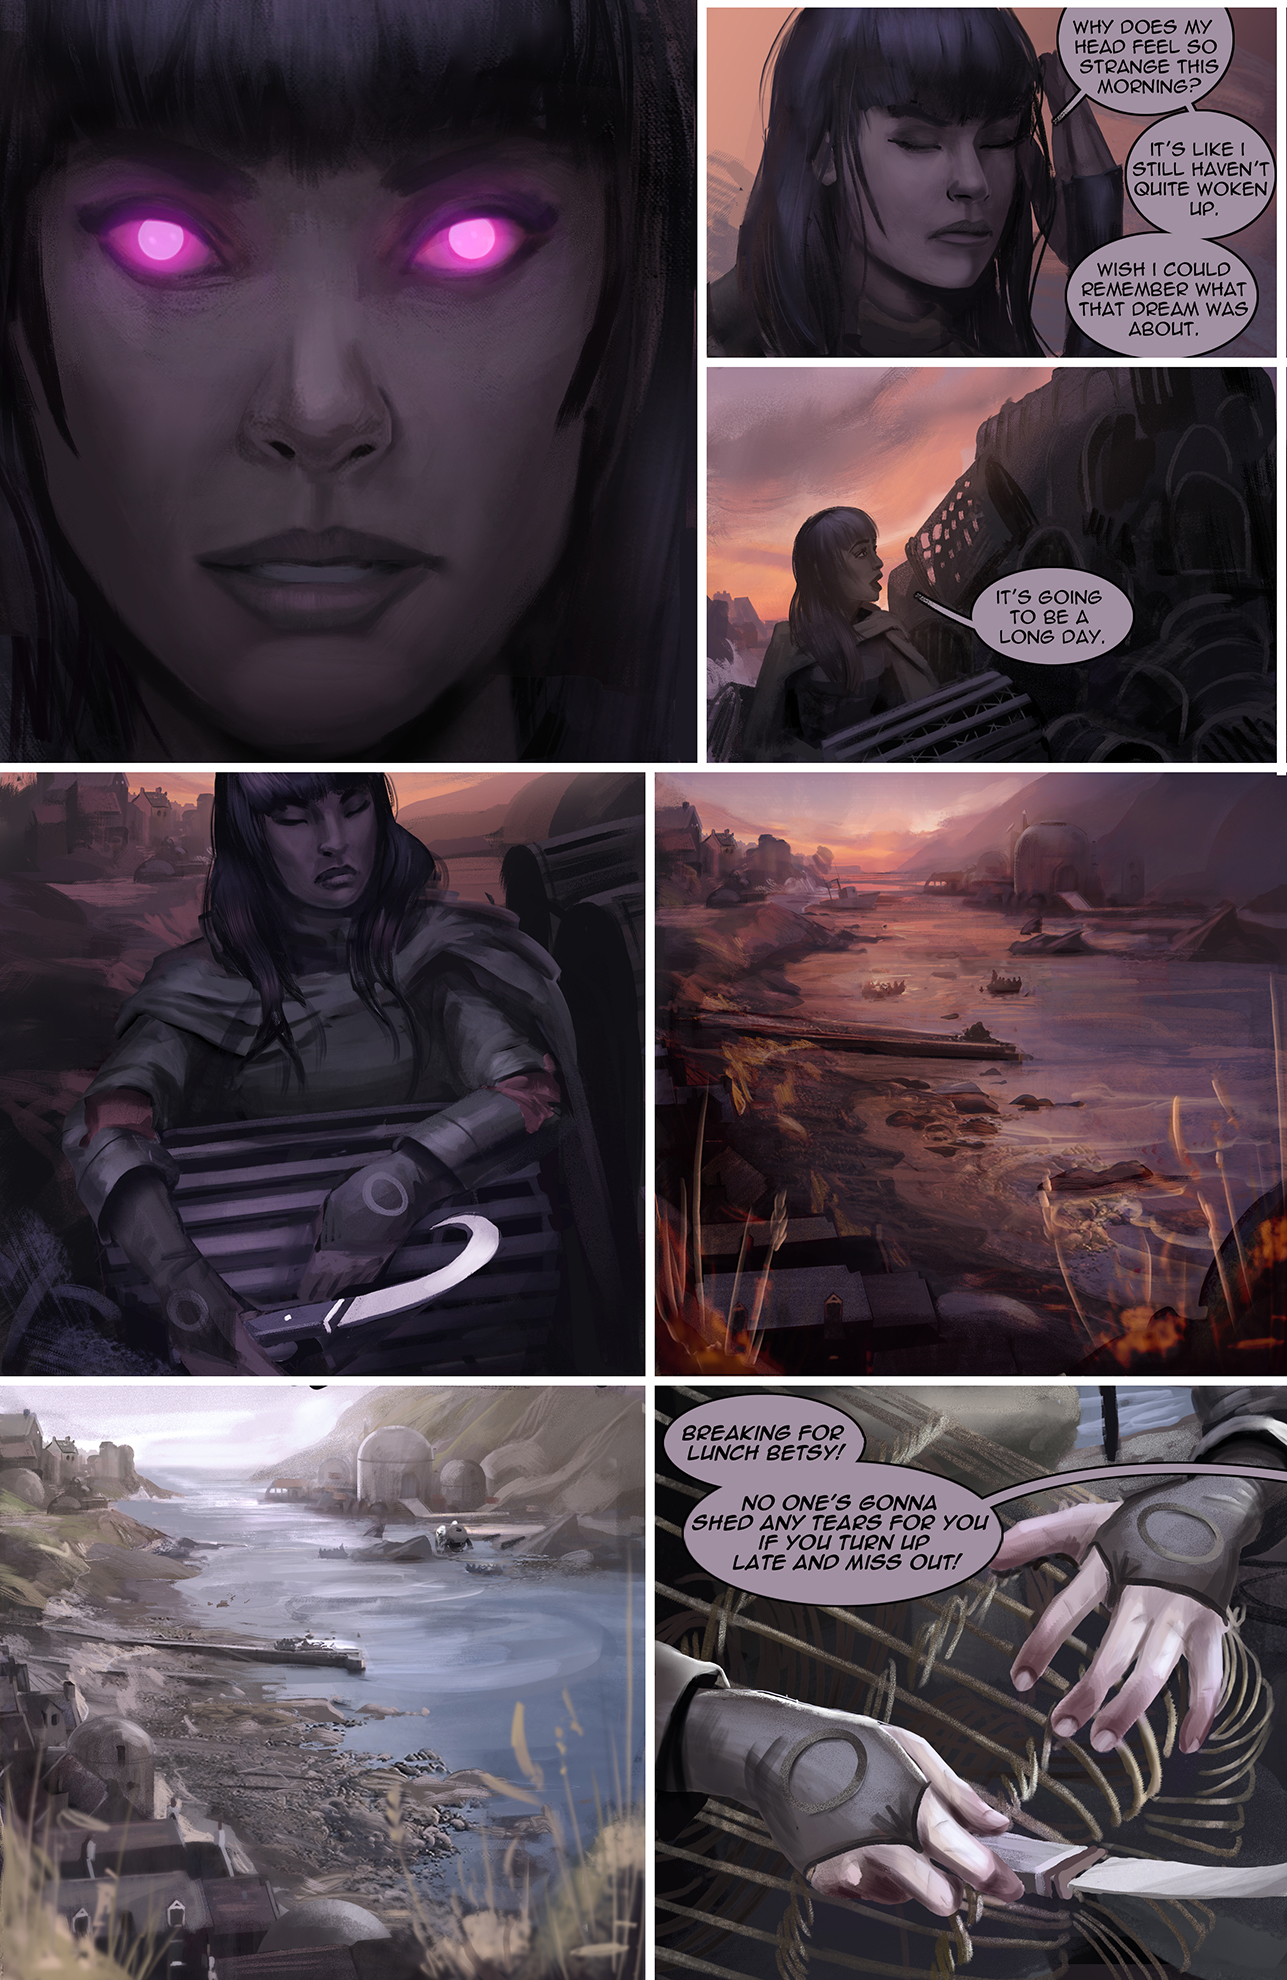 WHY DOES MY
HEAD FEEL SO
STRANGE THIS
MORNING?
IT'S LIKE I
STILL HAVEN'T
QUITE WOKEN
UP.
WISH I COULD
REMEMBER WHAT
THAT DREAM WAS
ABOUT.
IT'S GOING
TO BE A
LONG DAY.
BREAKING FOR
LUNCH BETSY!
NO ONE'S GONNA
SHED ANY TEARS FOR YOU
IF YOU TURN UP
LATE AND MISS OUT!